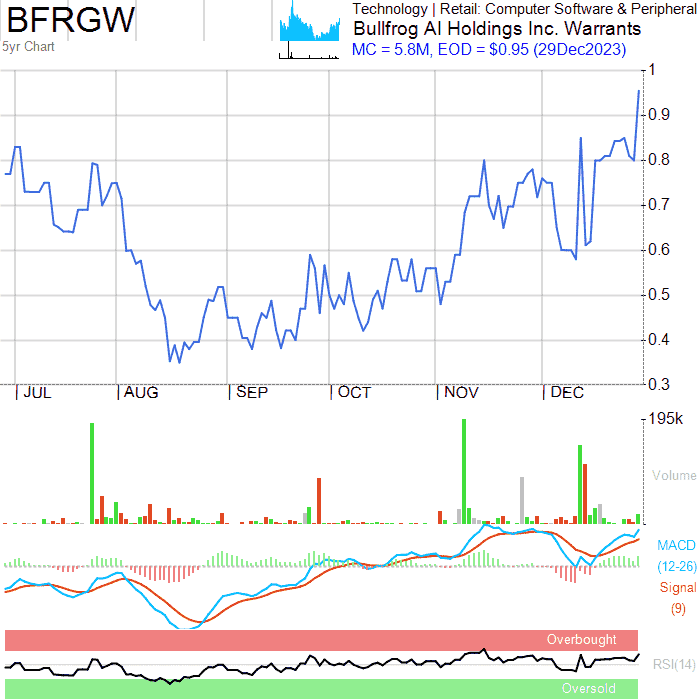 BFRGW
5yr Chart
Technology | Retail: Computer Software & Peripheral
Bullfrog AI Holdings Inc. Warrants
MC = 5.8M, EOD = $0.95 (29Dec2023)
1
0.9
0.8
0.7
0.6
0.5
0.4
0.3
JUL AUG SEP OCT NOV DEC
195k
Volume
MACD
(12-26)
Signal
(9)
Overbought
RSI(14)
Oversold